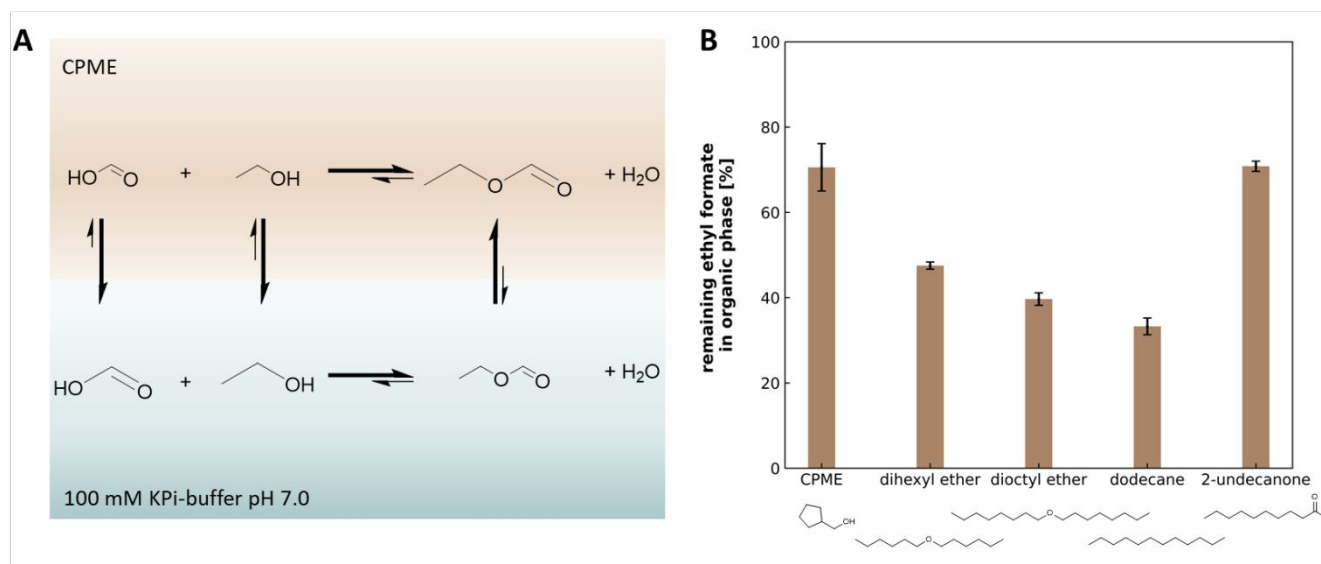 A
CPME
HO O + OH O O + H2O
HO O + OH O O + H2O
100 mM KPi-buffer pH 7.0
B
remaining ethyl formate
in organic phase [%]
100
80
60
40
20
0
CPME dihexyl ether dioctyl ether dodecane 2-undecanone
OH O O O